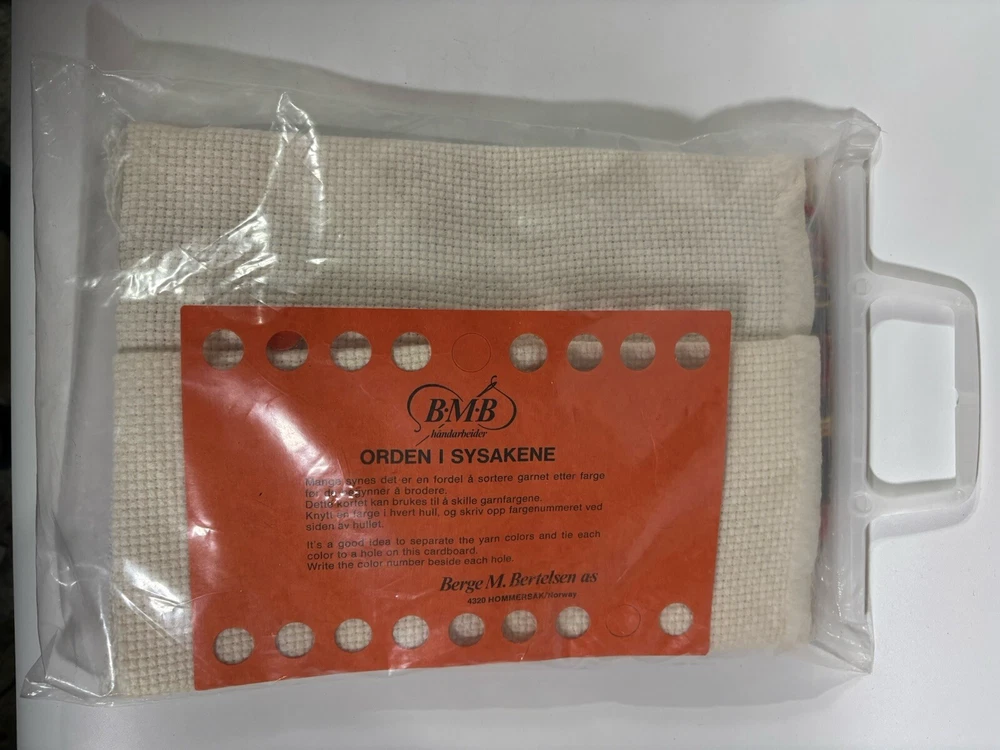 B·M·B
håndarbeider
ORDEN I SYSAKENE
Mange synes det er en fordel å sortere garnet etter farge
før du begynner å brodere.
Dette kortet kan brukes til å skille garnfargene.
Knytt en farge i hvert hull, og skriv opp fargenummeret ved
siden av hullet.
It's a good idea to separate the yarn colors and tie each
color to a hole on this cardboard.
Write the color number beside each hole.
Berge M. Bertelsen as
4320 HOMMERSÅK/Norway